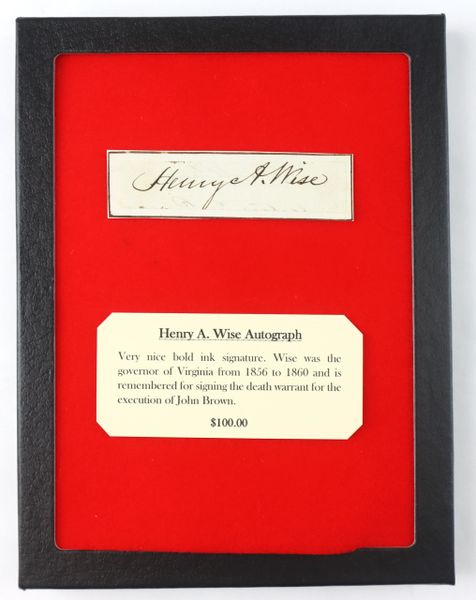 Henry A. Wise
Henry A. Wise Autograph
Very nice bold ink signature. Wise was the
governor of Virginia from 1856 to 1860 and is
remembered for signing the death warrant for the
execution of John Brown.
$100.00